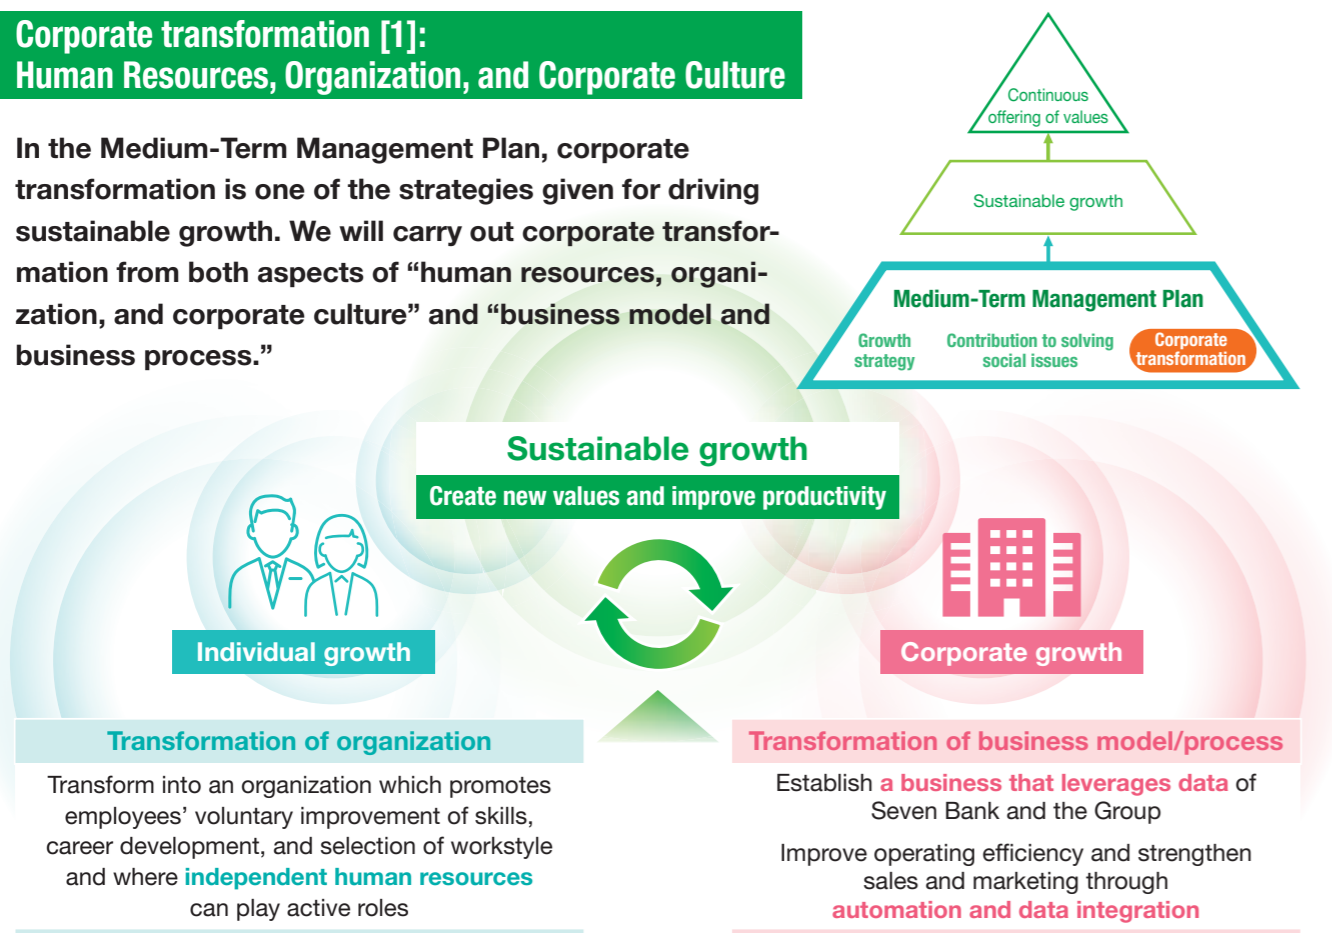 Corporate transformation [1]:
Human Resources, Organization, and Corporate Culture
In the Medium-Term Management Plan, corporate
transformation is one of the strategies given for driving
sustainable growth. We will carry out corporate transfor-
mation from both aspects of “human resources, organi-
zation, and corporate culture” and “business model and
business process.”
Continuous
offering of values
Sustainable growth
Medium-Term Management Plan
Growth
strategy
Contribution to solving
social issues
Corporate
transformation
Sustainable growth
Create new values and improve productivity
Individual growth
Corporate growth
Transformation of organization
Transform into an organization which promotes
employees’ voluntary improvement of skills,
career development, and selection of workstyle
and where independent human resources
can play active roles
Transformation of business model/process
Establish a business that leverages data of
Seven Bank and the Group
Improve operating efficiency and strengthen
sales and marketing through
automation and data integration